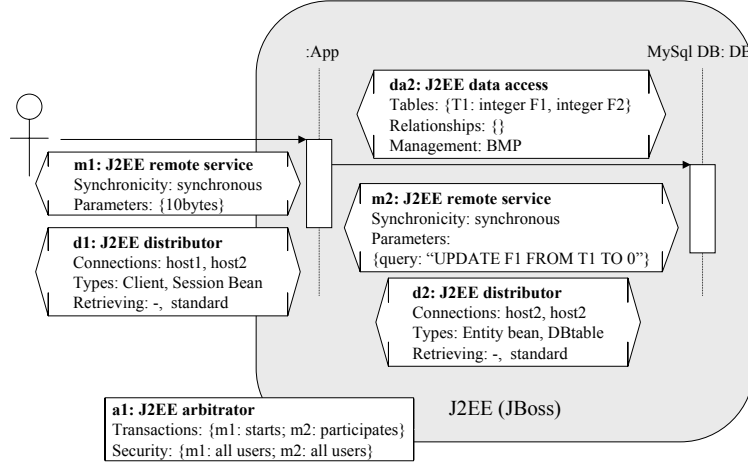 :App
MySql DB: DB
da2: J2EE data access
Tables: {T1: integer F1, integer F2}
Relationships: {}
Management: BMP
m1: J2EE remote service
Synchronicity: synchronous
Parameters: {10bytes}
m2: J2EE remote service
Synchronicity: synchronous
Parameters:
{query: “UPDATE F1 FROM T1 TO 0”}
d1: J2EE distributor
Connections: host1, host2
Types: Client, Session Bean
Retrieving: -, standard
d2: J2EE distributor
Connections: host2, host2
Types: Entity bean, DBtable
Retrieving: -, standard
a1: J2EE arbitrator
Transactions: {m1: starts; m2: participates}
Security: {m1: all users; m2: all users}
J2EE (JBoss)